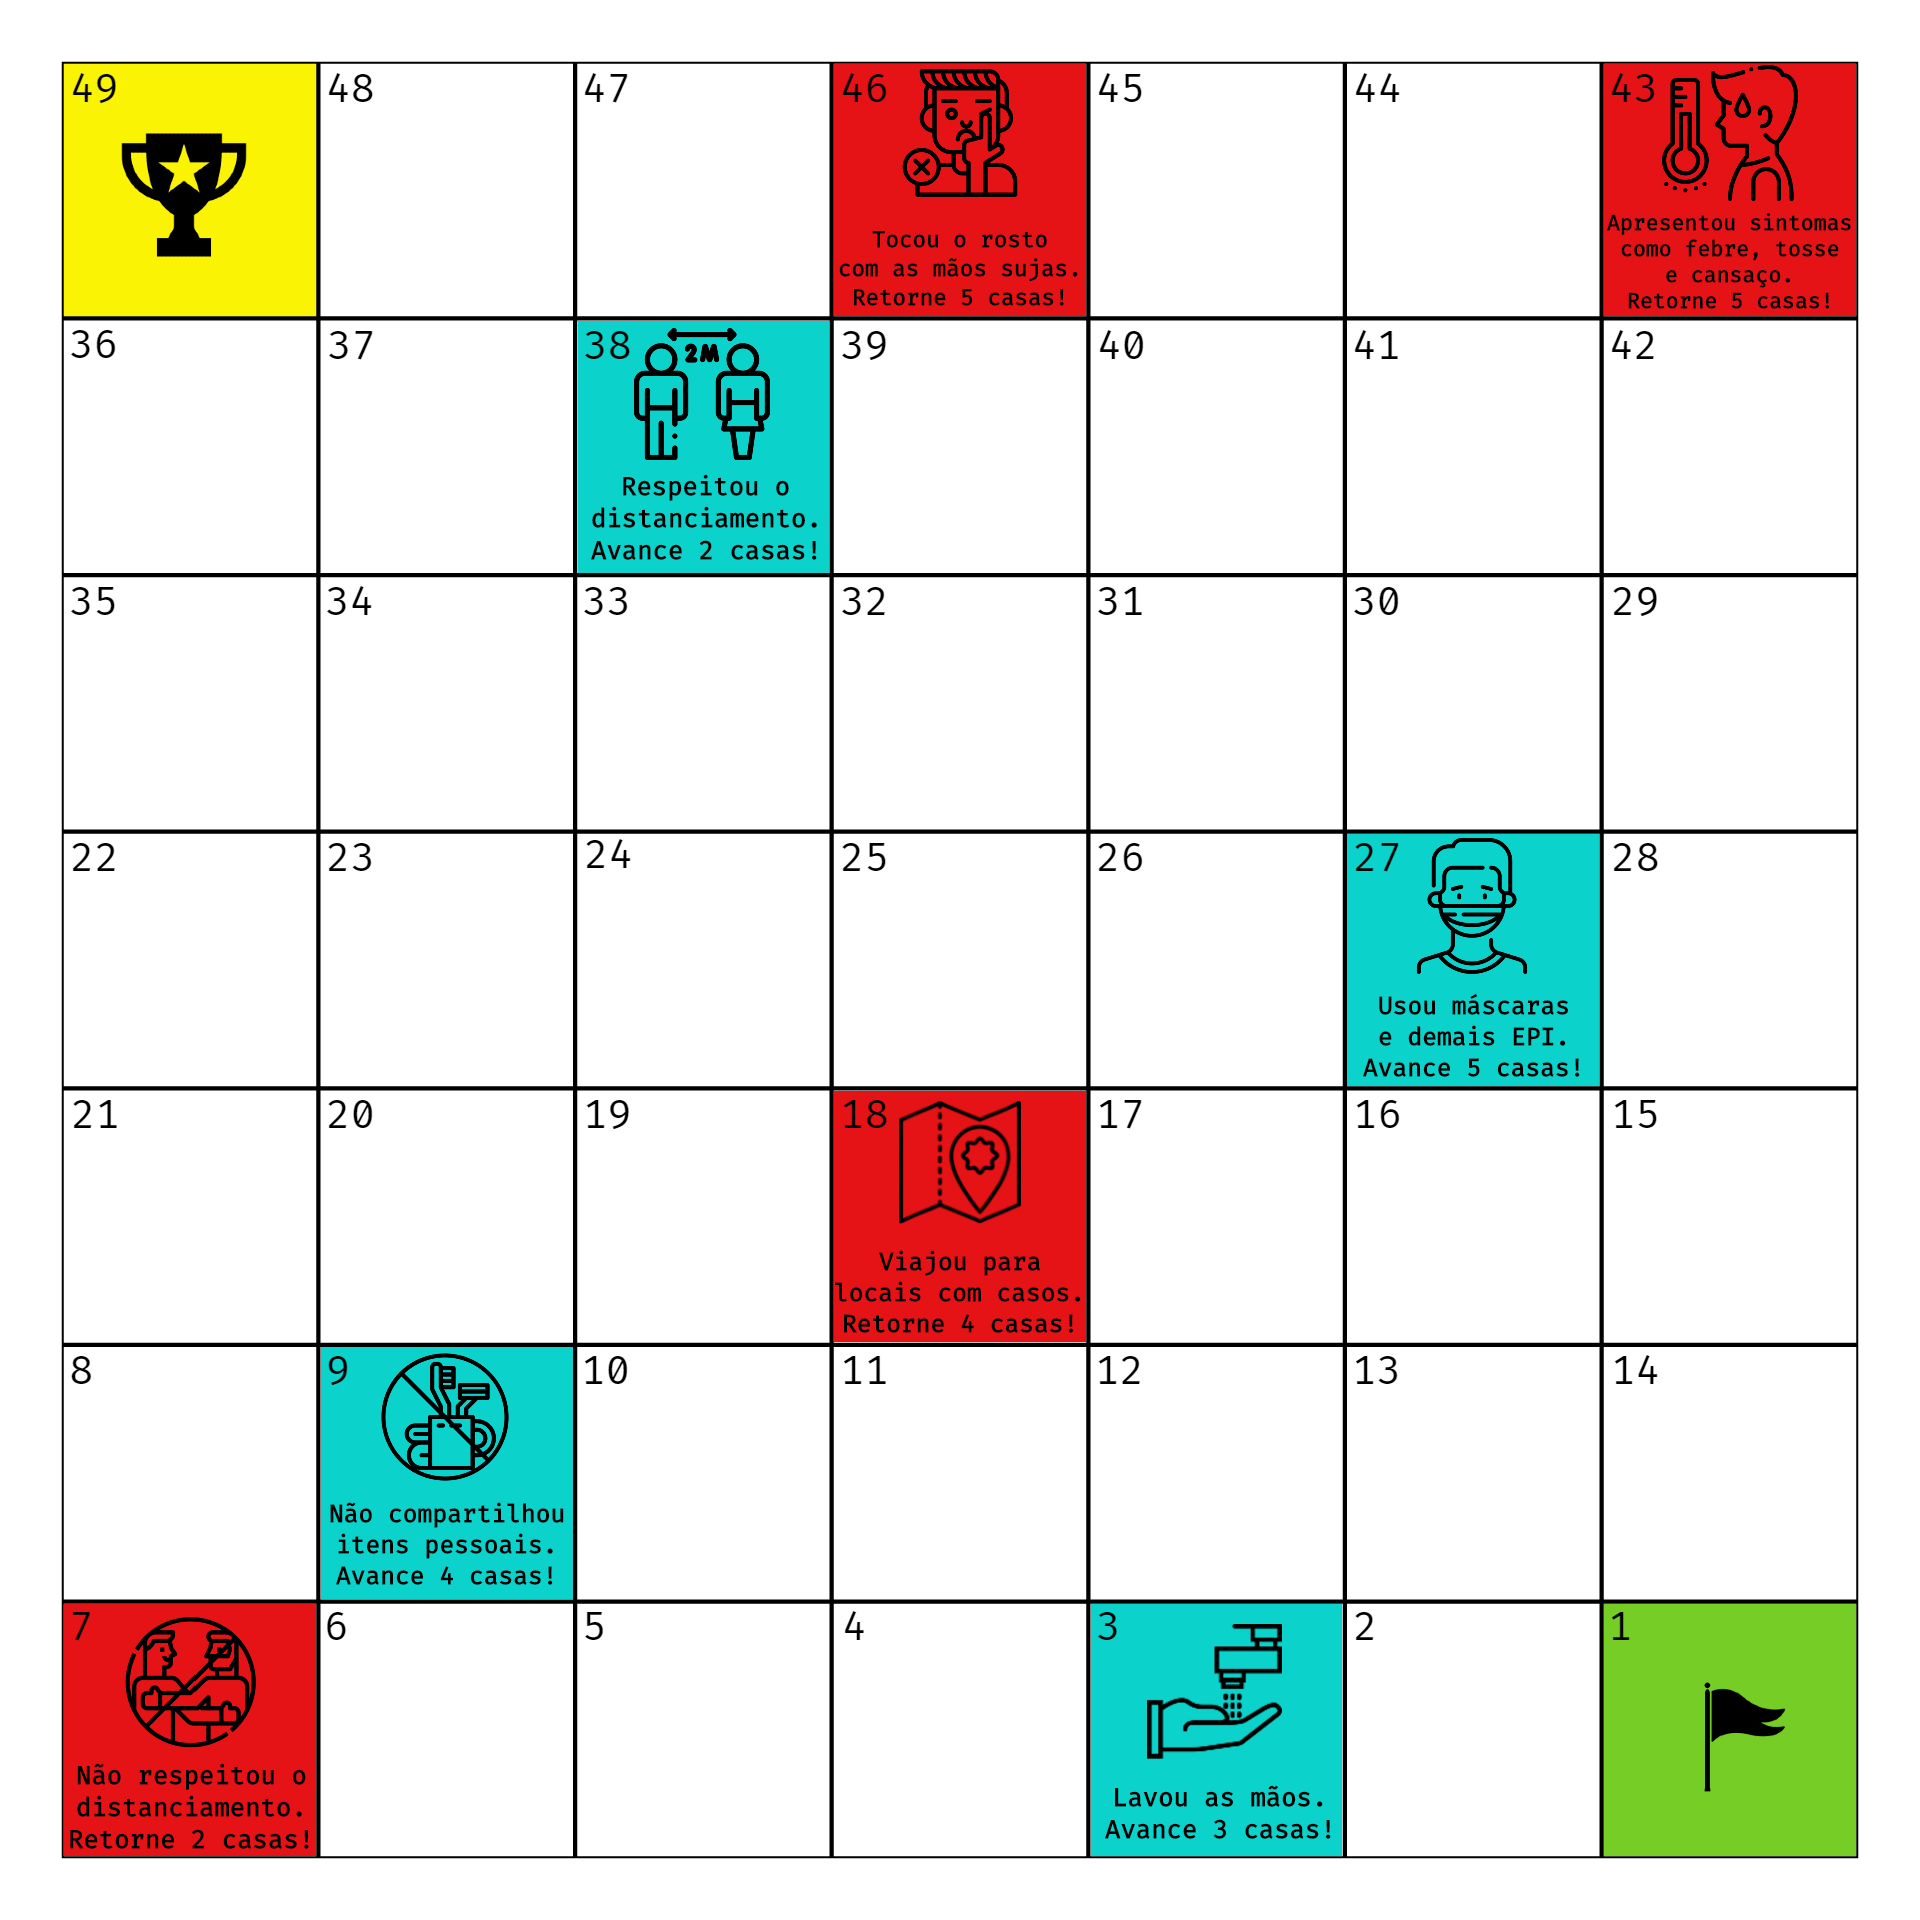 49
48
47
46
Tocou o rosto
com as mãos sujas.
Retorne 5 casas!
45
44
43
Apresentou sintomas
como febre, tosse
e cansaço.
Retorne 5 casas!
36
37
38
2M
Respeitou o
distanciamento.
Avance 2 casas!
39
40
41
42
35
34
33
32
31
30
29
22
23
24
25
26
27
Usou máscaras
e demais EPI.
Avance 5 casas!
28
21
20
19
18
Viajou para
locais com casos.
Retorne 4 casas!
17
16
15
8
9
Não compartilhou
itens pessoais.
Avance 4 casas!
10
11
12
13
14
7
Não respeitou o
distanciamento.
Retorne 2 casas!
6
5
4
3
Lavou as mãos.
Avance 3 casas!
2
1